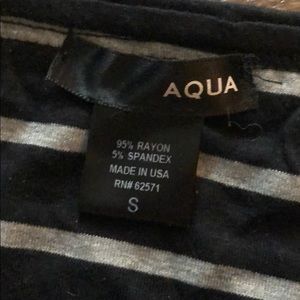 AQUA
95% RAYON
5% SPANDEX
MADE IN USA
RN# 62571
S